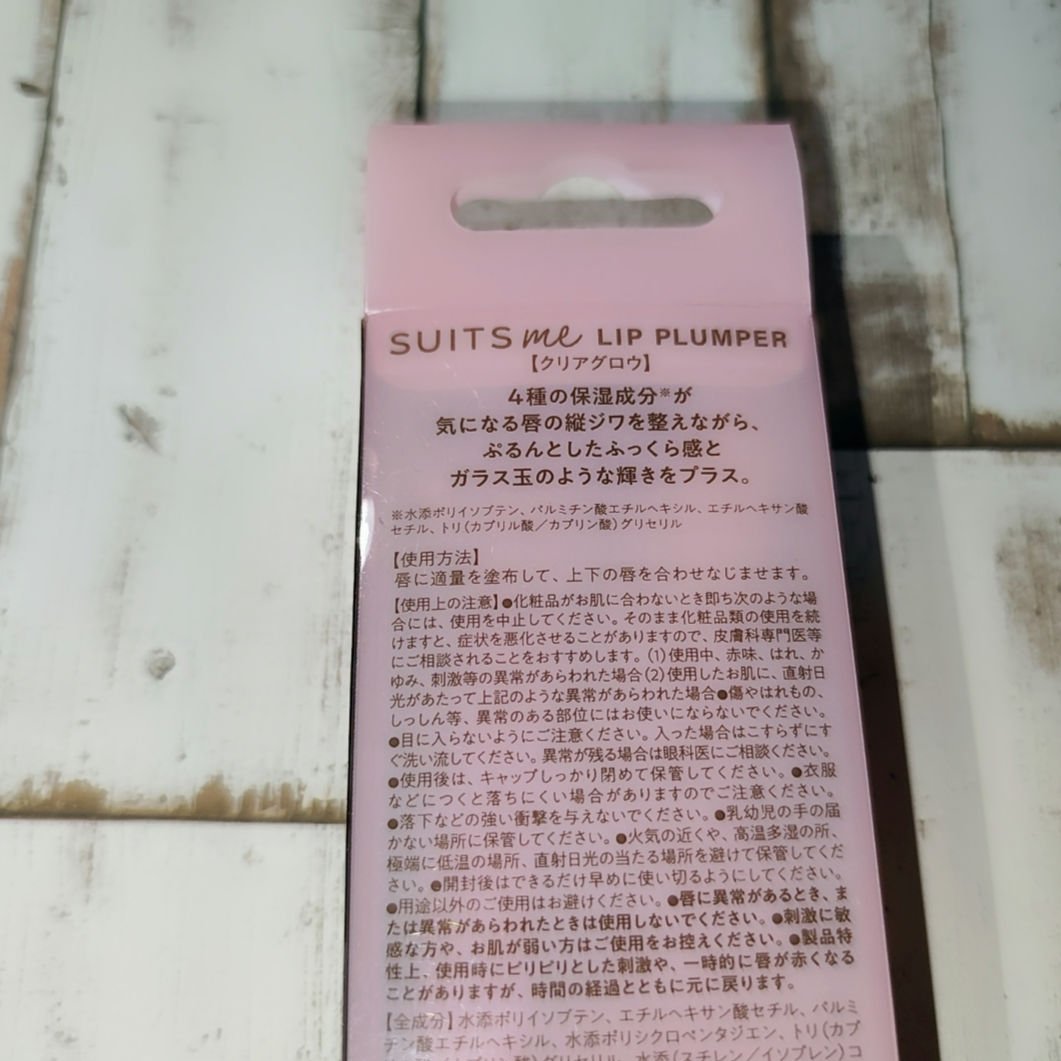 SUITS me LIP PLUMPER
【クリアグロウ】
4種の保湿成分※が
気になる唇の縦ジワを整えながら、
ぷるんとしたふっくら感と
ガラス玉のような輝きをプラス。
※水添ポリイソブテン、パルミチン酸エチルヘキシル、エチルヘキサン酸
セチル、トリ(カプリル酸/カプリン酸)グリセリル
【使用方法】
唇に適量を塗布して、上下の唇を合わせなじませます。
【使用上の注意】●化粧品がお肌に合わないとき即ち次のような場
合には、使用を中止してください。そのまま化粧品類の使用を続
けますと、症状を悪化させることがありますので、皮膚科専門医等
にご相談されることをおすすめします。(1)使用中、赤味、はれ、か
ゆみ、刺激等の異常があらわれた場合(2)使用したお肌に、直射日
光があたって上記のような異常があらわれた場合●傷やはれもの、
しっしん等、異常のある部位にはお使いにならないでください。
●目に入らないようにご注意ください。入った場合はこすらずにす
ぐ洗い流してください。異常が残る場合は眼科医にご相談ください。
●使用後は、キャップしっかり閉めて保管してください。●衣服
などにつくと落ちにくい場合がありますのでご注意ください。
●落下などの強い衝撃を与えないでください。●乳幼児の手の届
かない場所に保管してください。●火気の近くや、高温多湿の所、
極端に低温の場所、直射日光の当たる場所を避けて保管してくだ
さい。●開封後はできるだけ早めに使い切るようにしてください。
●用途以外のご使用はお避けください。●唇に異常があるとき、ま
たは異常があらわれたときは使用しないでください。●刺激に敏
感な方や、お肌が弱い方はご使用をお控えください。●製品特
性上、使用時にピリピリとした刺激や、一時的に唇が赤くなる
ことがありますが、時間の経過とともに元に戻ります。
【全成分】水添ポリイソブテン、エチルヘキサン酸セチル、パルミ
チン酸エチルヘキシル、水添ポリシクロペンタジエン、トリ(カプ
グリセリル、水添(スチレン/イソプレン)コ